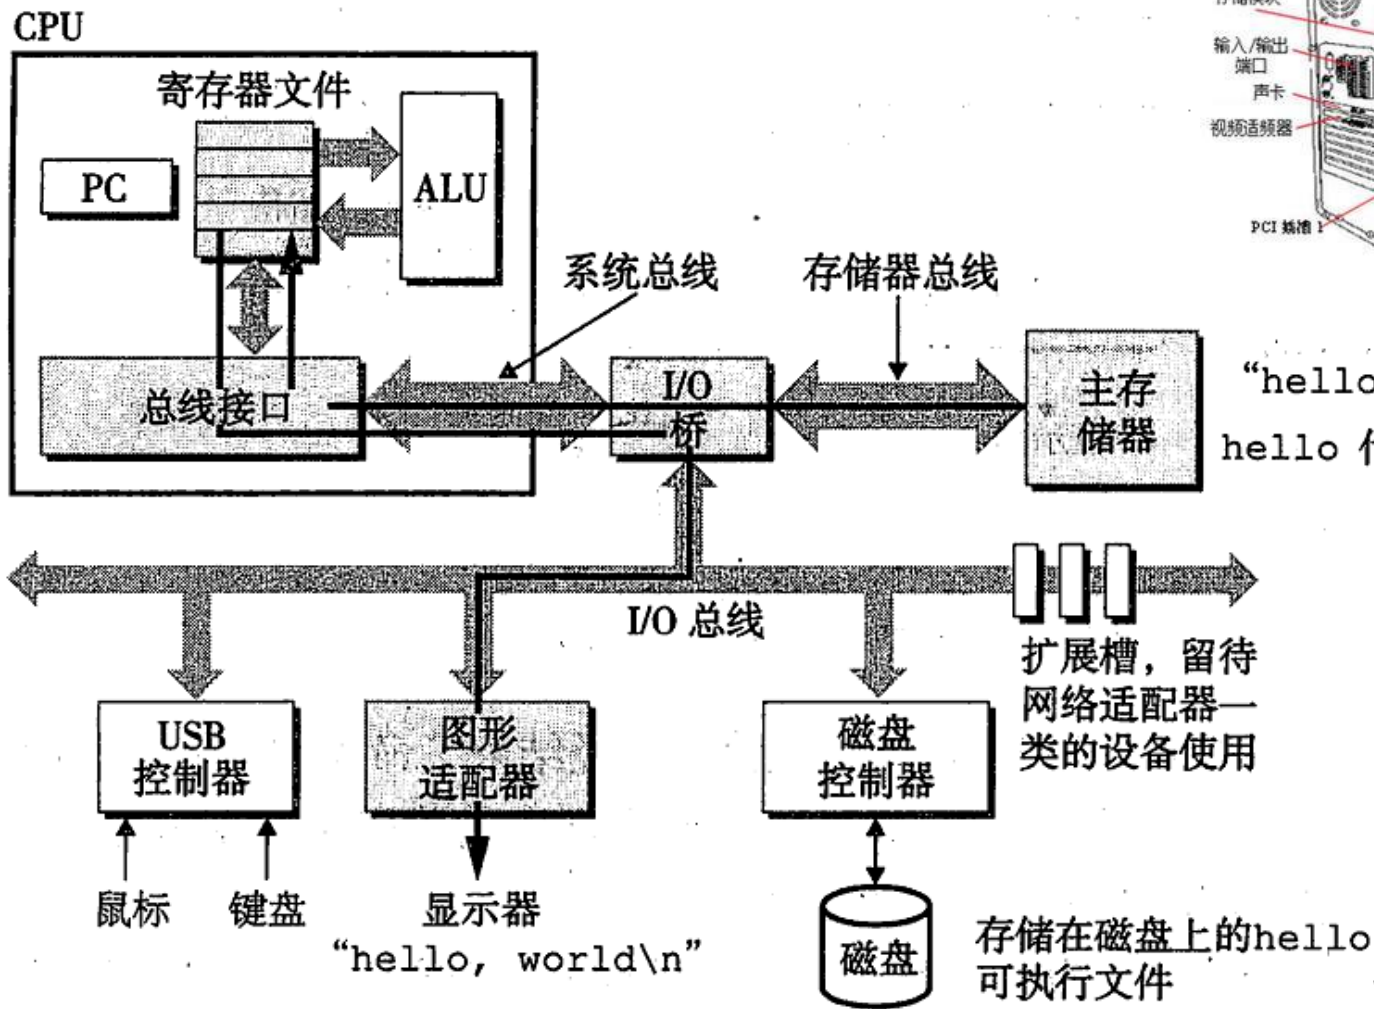 CPU
寄存器文件
PC
ALU
系统总线
存储器总线
总线接口
I/O
桥
主存
储器
"hello
hello
I/O 总线
扩展槽，留待
网络适配器一
类的设备使用
USB
控制器
图形
适配器
磁盘
控制器
鼠标
键盘
显示器
"hello, world\n"
磁盘
存储在磁盘上的hello
可执行文件
输入/输出
端口
声卡
视频适频器
PCI 插槽 1